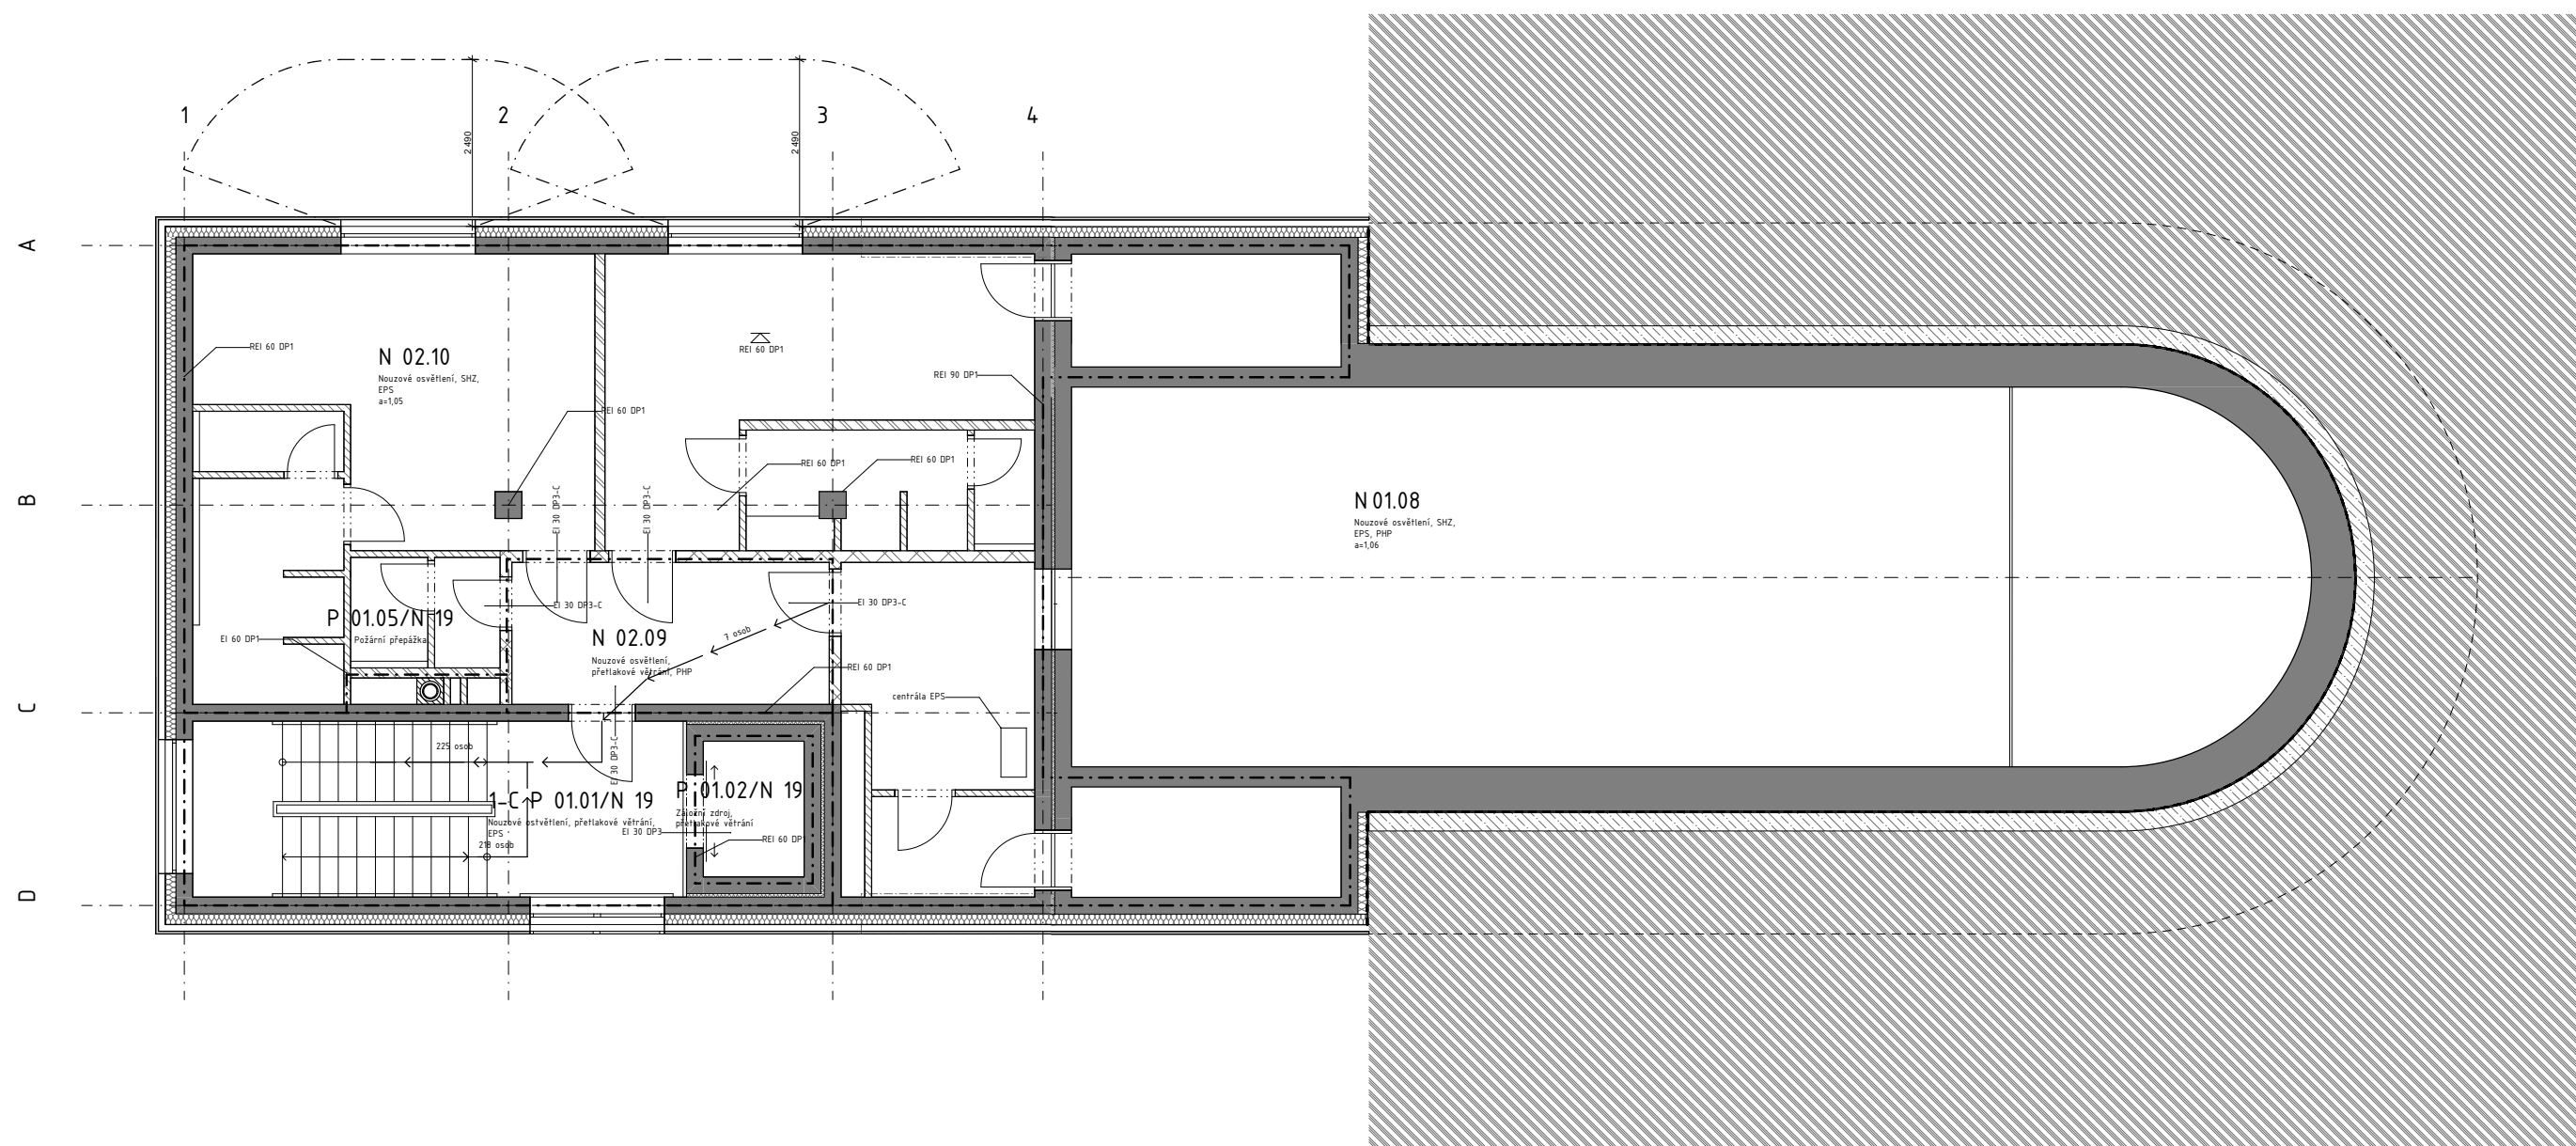 1
2
3
4
2 490
2 490
A
B
C
D
REI 60 DP1
N 02.10
Nouzové osvětlení, SHZ,
EPS
a=1,05
REI 60 DP1
REI 60 DP1
REI 90 DP1
REI 60 DP1
REI 60 DP1
EI 30 DP3-C
EI 30 DP3-C
N 01.08
Nouzové osvětlení, SHZ,
EPS, PHP
a=1,06
EI 30 DP3-C
EI 30 DP3-C
P 01.05/N 19
Požární přepážka
EI 60 DP1
N 02.09
Nouzové osvětlení,
přetlakové větrání, PHP
7 osob
REI 60 DP1
centrála EPS
225 osob
EI 30 DP3-C
1-C P 01.01/N 19
Nouzové ostvětlení, přetlakové větrání,
EPS
218 osob
P 01.02/N 19
Záložní zdroj,
přetlakové větrání
EI 30 DP3
REI 60 DP1